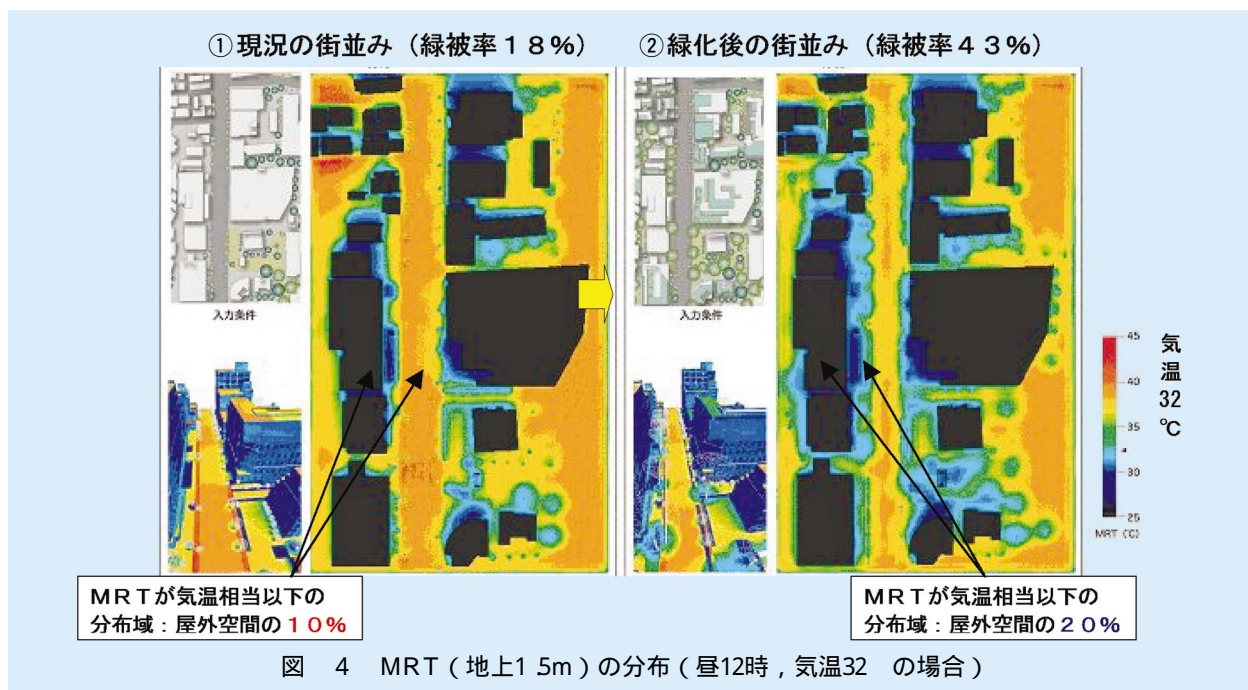 ①現況の街並み（緑被率１８％）
②緑化後の街並み（緑被率４３％）
入力条件
入力条件
45
40
35
30
25
MRT (℃)
気温32℃
ＭＲＴが気温相当以下の
分布域：屋外空間の１０％
ＭＲＴが気温相当以下の
分布域：屋外空間の２０％
図　4　MRT（地上1 5m）の分布（昼12時，気温32　の場合）